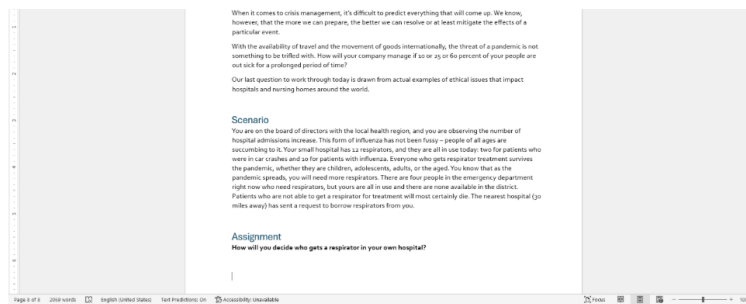 When it comes to crisis management, it's difficult to predict everything that will come up. We know,
however, that the more we can prepare, the better we can resolve or at least mitigate the effects of a
particular event.
With the availability of travel and the movement of goods internationally, the threat of a pandemic is not
something to be trifled with. How will your company manage if 10 or 25 or 60 percent of your people are
out sick for a prolonged period of time?
Our last question to work through today is drawn from actual examples of ethical issues that impact
hospitals and nursing homes around the world.
Scenario
You are on the board of directors with the local health region, and you are observing the number of
hospital admissions increase. This form of influenza has not been fussy – people of all ages are
succumbing to it. Your small hospital has 12 respirators, and they are all in use today: two for patients who
were in car crashes and 10 for patients with influenza. Everyone who gets respirator treatment survives
the pandemic, whether they are children, adolescents, adults, or the aged. You know that as the
pandemic spreads, you will need more respirators. There are four people in the emergency department
right now who need respirators, but yours are all in use and there are none available in the district.
Patients who are not able to get a respirator for treatment will most certainly die. The nearest hospital (30
miles away) has sent a request to borrow respirators from you.
Assignment
How will you decide who gets a respirator in your own hospital?
Page 8 of 8 2969 words English (United States) Text Predictions: On Accessibility: Unavailable Focus